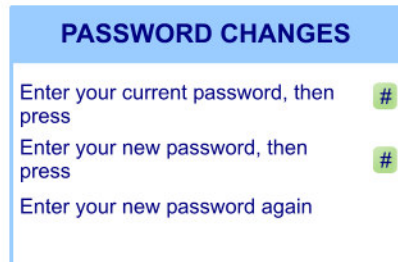 PASSWORD CHANGES
Enter your current password, then #
press
Enter your new password, then #
press
Enter your new password again